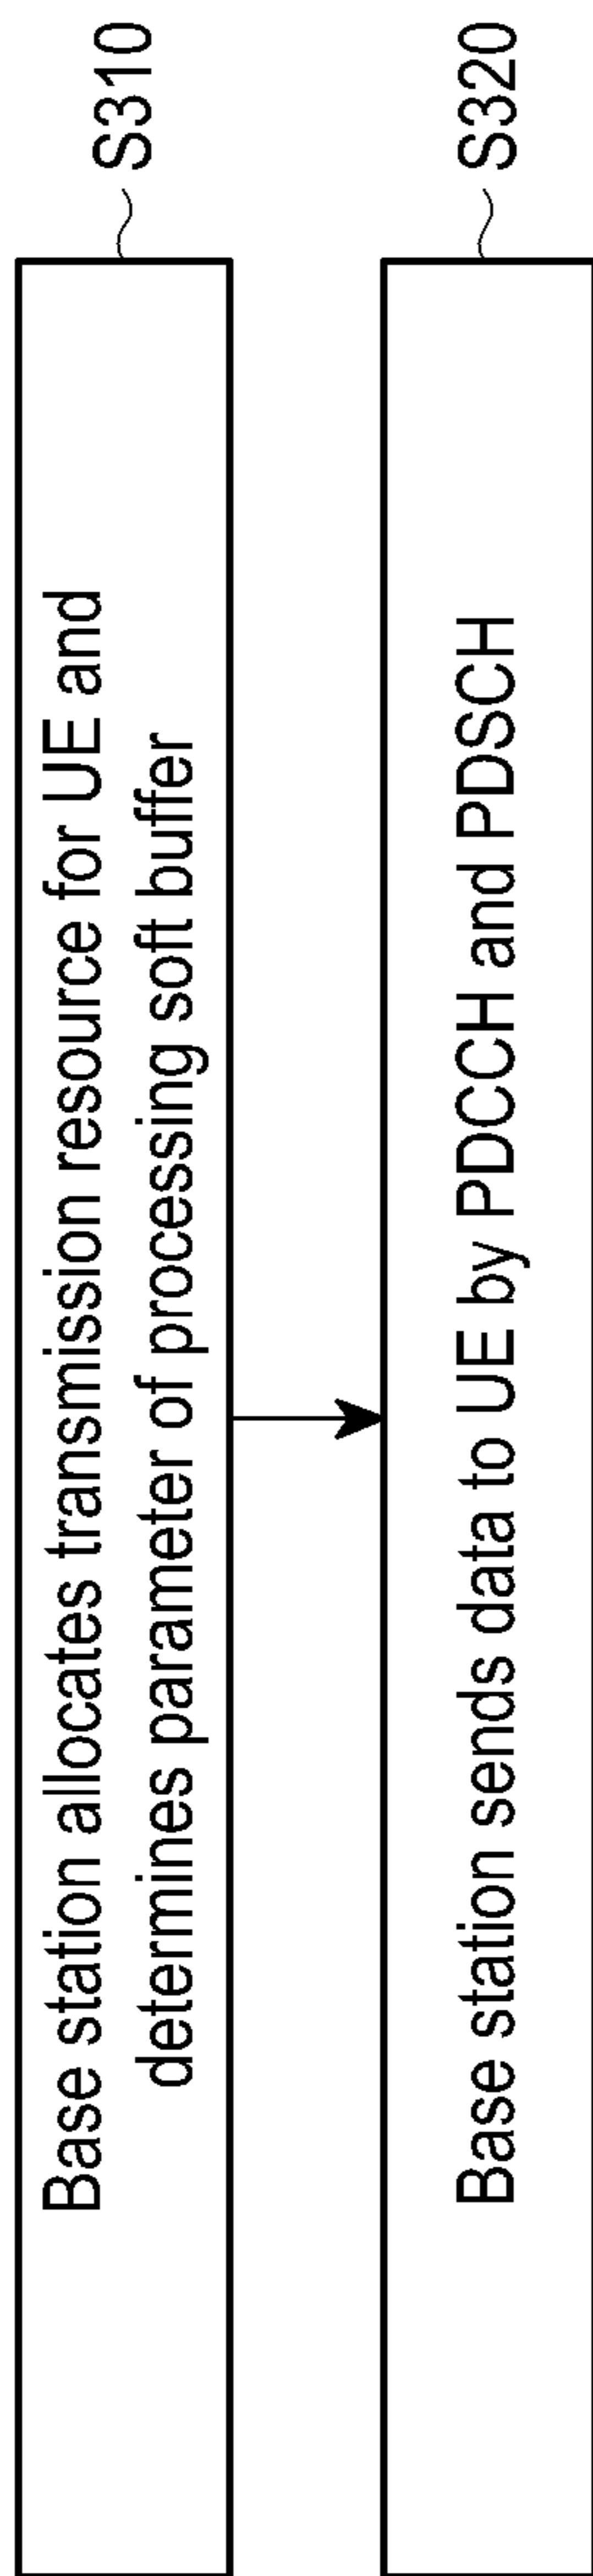 Base station allocates transmission resource for UE and
determines parameter of processing soft buffer
S310
Base station sends data to UE by PDCCH and PDSCH
S320